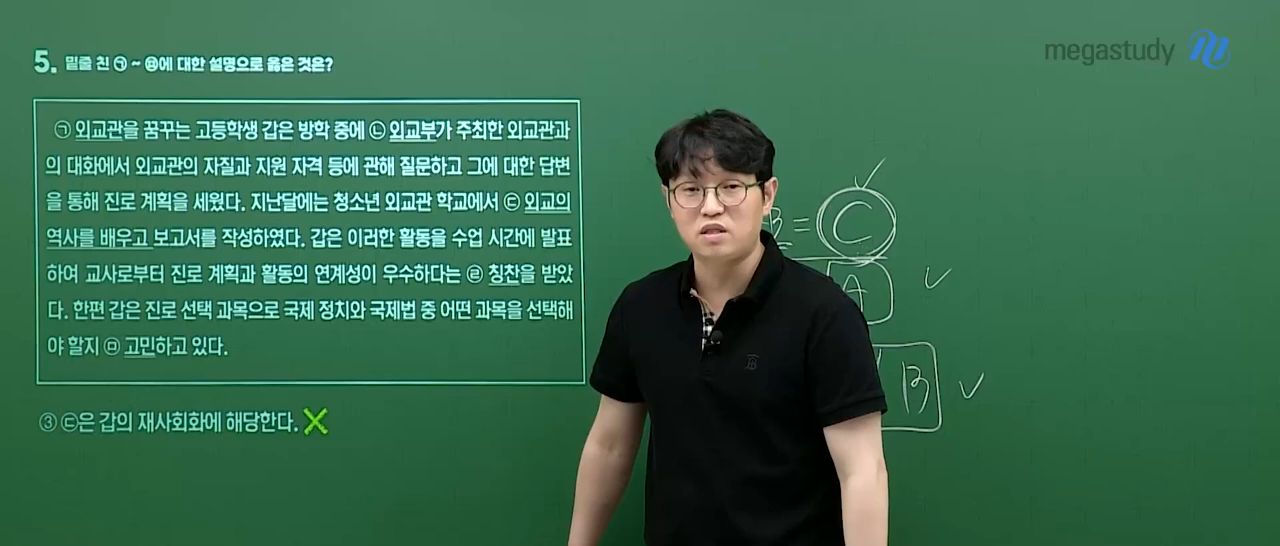 megastudy
5. 밑줄 친 ㉠ ~ ㉥에 대한 설명으로 옳은 것은?
㉠ 외교관을 꿈꾸는 고등학생 갑은 방학 중에 ㉡ 외교부가 주최한 외교관과
의 대화에서 외교관의 자질과 지원 자격 등에 관해 질문하고 그에 대한 답변
을 통해 진로 계획을 세웠다. 지난달에는 청소년 외교관 학교에서 ㉢ 외교의
역사를 배우고 보고서를 작성하였다. 갑은 이러한 활동을 수업 시간에 발표
하여 교사로부터 진로 계획과 활동의 연계성이 우수하다는 ㉣ 칭찬을 받았
다. 한편 갑은 진로 선택 과목으로 국제 정치와 국제법 중 어떤 과목을 선택해
야 할지 ㉤ 고민하고 있다.
③ ㉢은 갑의 재사회화에 해당한다.
B = C
A
B